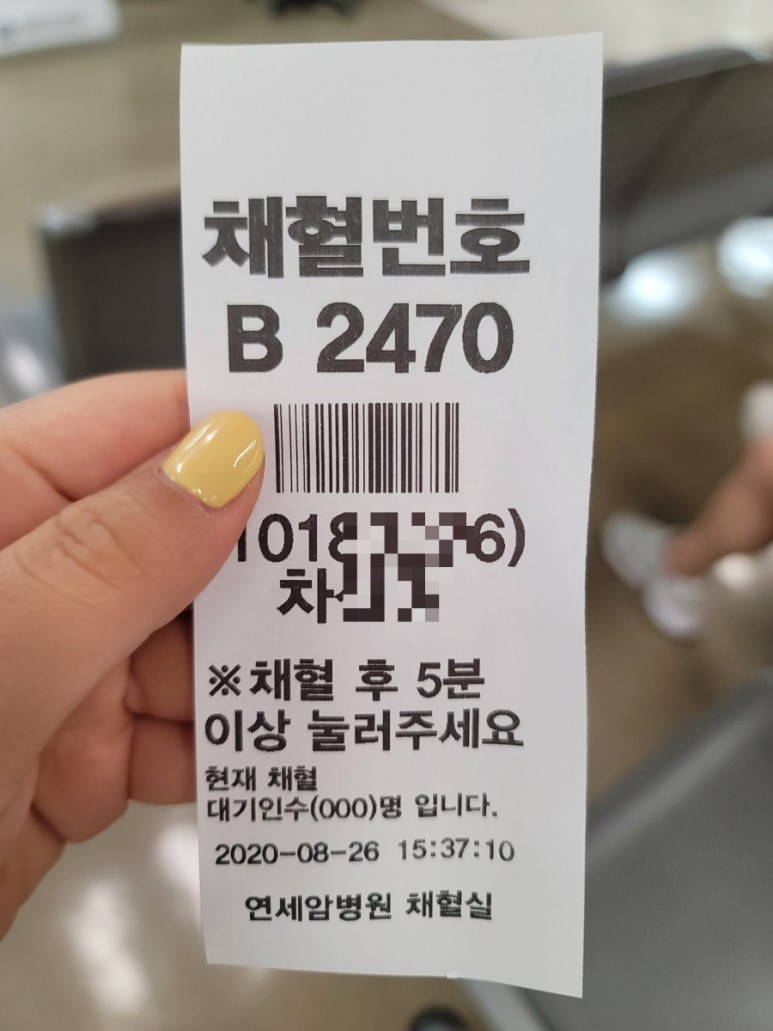 채혈번호
B 2470
※채혈 후 5분
이상 눌러주세요
현재 채혈
대기인수(000)명 입니다.
2020-08-26 15:37:10
연세암병원 채혈실